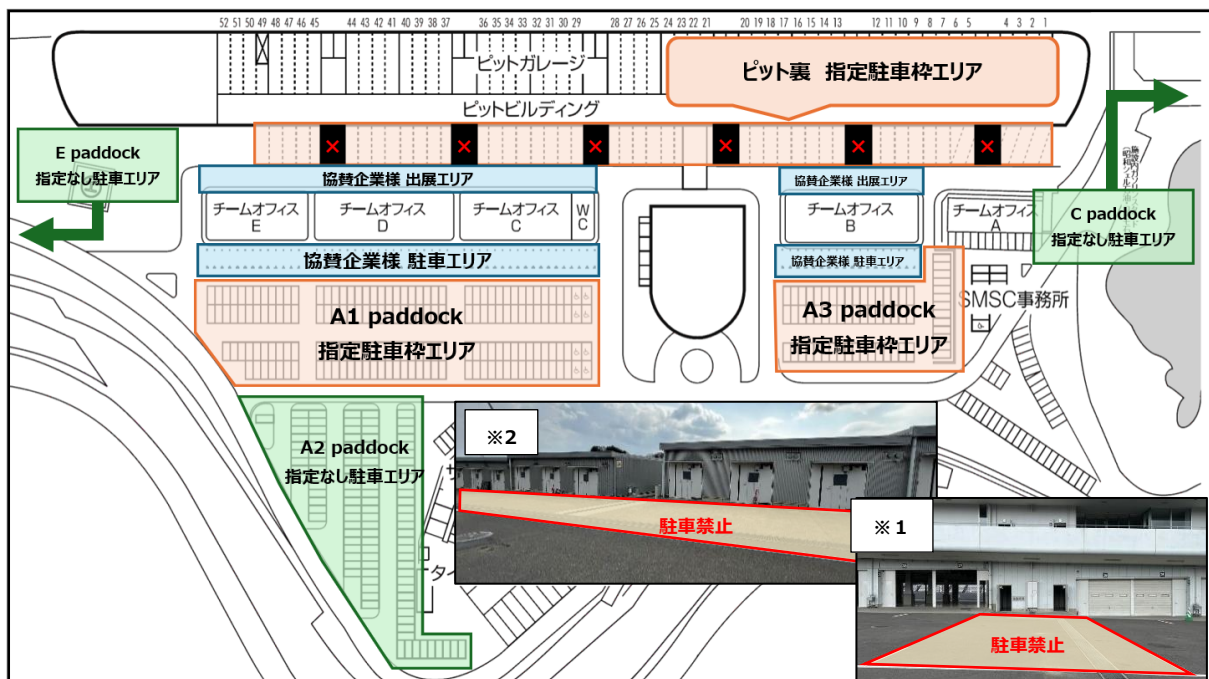 52 51 50 49 48 47 46 45 44 43 42 41 40 39 38 37 36 35 34 33 32 31 30 29 28 27 26 25 24 23 22 21 20 19 18 17 16 15 14 13 12 11 10 9 8 7 6 5 4 3 2 1
ピットガレージ
ピット裏 指定駐車枠エリア
ピットビルディング
E paddock
指定なし駐車エリア
C paddock
指定なし駐車エリア
協賛企業様 出展エリア
協賛企業様 出展エリア
チームオフィス
E
チームオフィス
D
チームオフィス
C
W
C
チームオフィス
B
チームオフィス
A
協賛企業様 駐車エリア
協賛企業様 駐車エリア
SMSC事務所
A1 paddock
指定駐車枠エリア
A3 paddock
指定駐車枠エリア
A2 paddock
指定なし駐車エリア
※2
駐車禁止
※1
駐車禁止